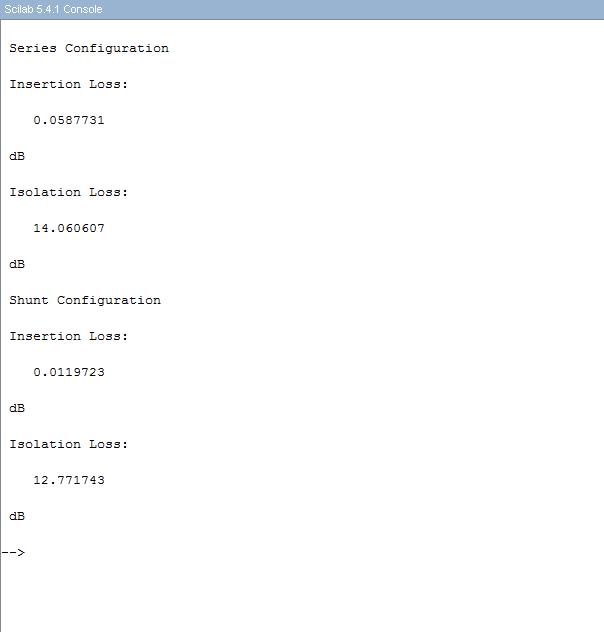 Scilab 5.4.1 Console
Series Configuration
Insertion Loss:
0.0587731
dB
Isolation Loss:
14.060607
dB
Shunt Configuration
Insertion Loss:
0.0119723
dB
Isolation Loss:
12.771743
dB
-->